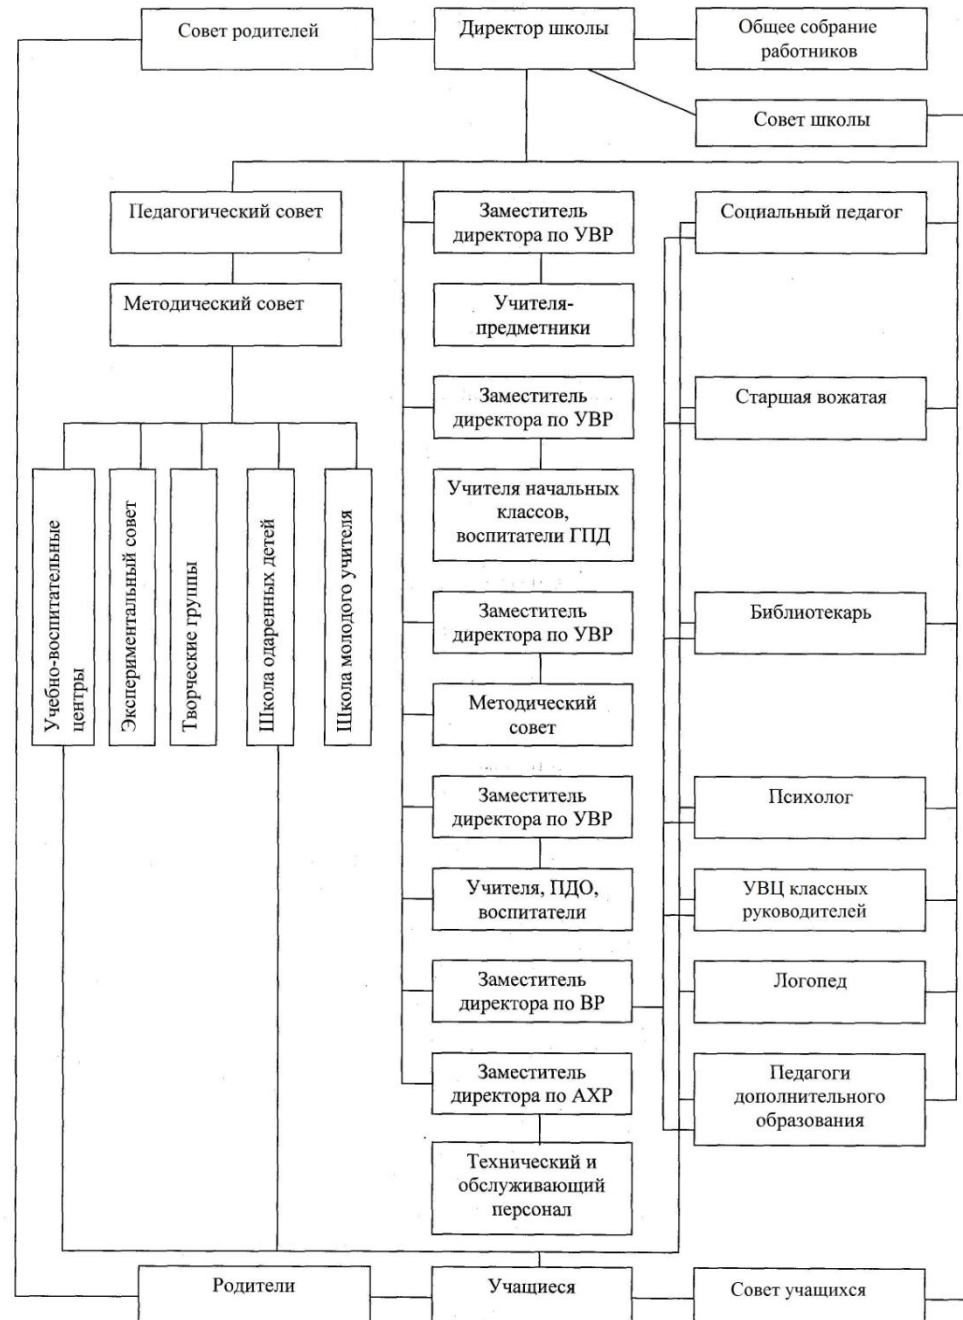 Совет родителей
Директор школы
Общее собрание
работников
Совет школы
Педагогический совет
Заместитель
директора по УВР
Социальный педагог
Методический совет
Учителя-
предметники
Заместитель
директора по УВР
Старшая вожатая
Учебно-воспитательные
центры
Экспериментальный совет
Творческие группы
Школа одаренных детей
Школа молодого учителя
Учителя начальных
классов,
воспитатели ГПД
Заместитель
директора по УВР
Библиотекарь
Методический
совет
Заместитель
директора по УВР
Психолог
Учителя, ПДО,
воспитатели
УВЦ классных
руководителей
Заместитель
директора по ВР
Логопед
Заместитель
директора по АХР
Педагоги
дополнительного
образования
Технический и
обслуживающий
персонал
Родители
Учащиеся
Совет учащихся